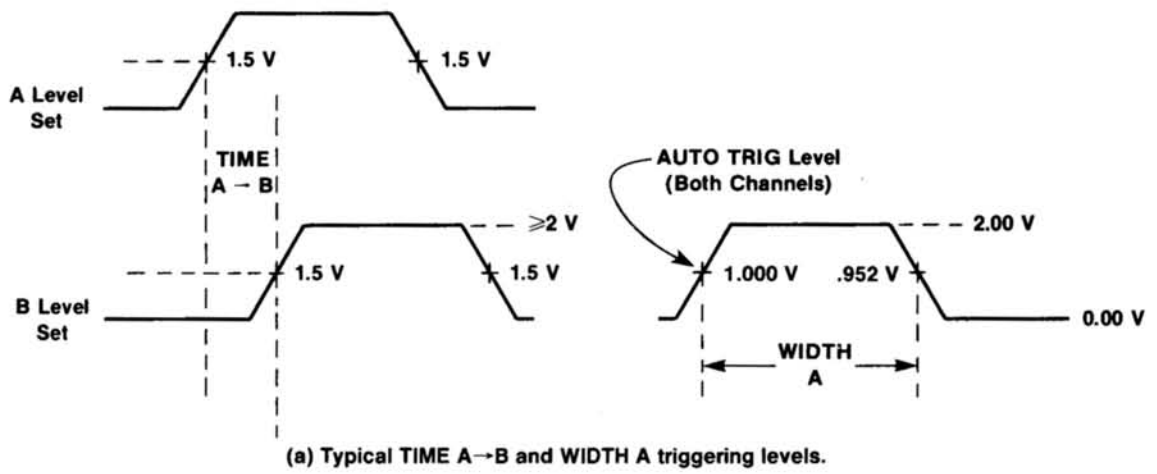 1.5 V
1.5 V
A Level
Set
TIME
A → B
AUTO TRIG Level
(Both Channels)
⩾2 V
2.00 V
1.5 V
1.5 V
1.000 V
.952 V
B Level
Set
0.00 V
WIDTH
A
(a) Typical TIME A→B and WIDTH A triggering levels.